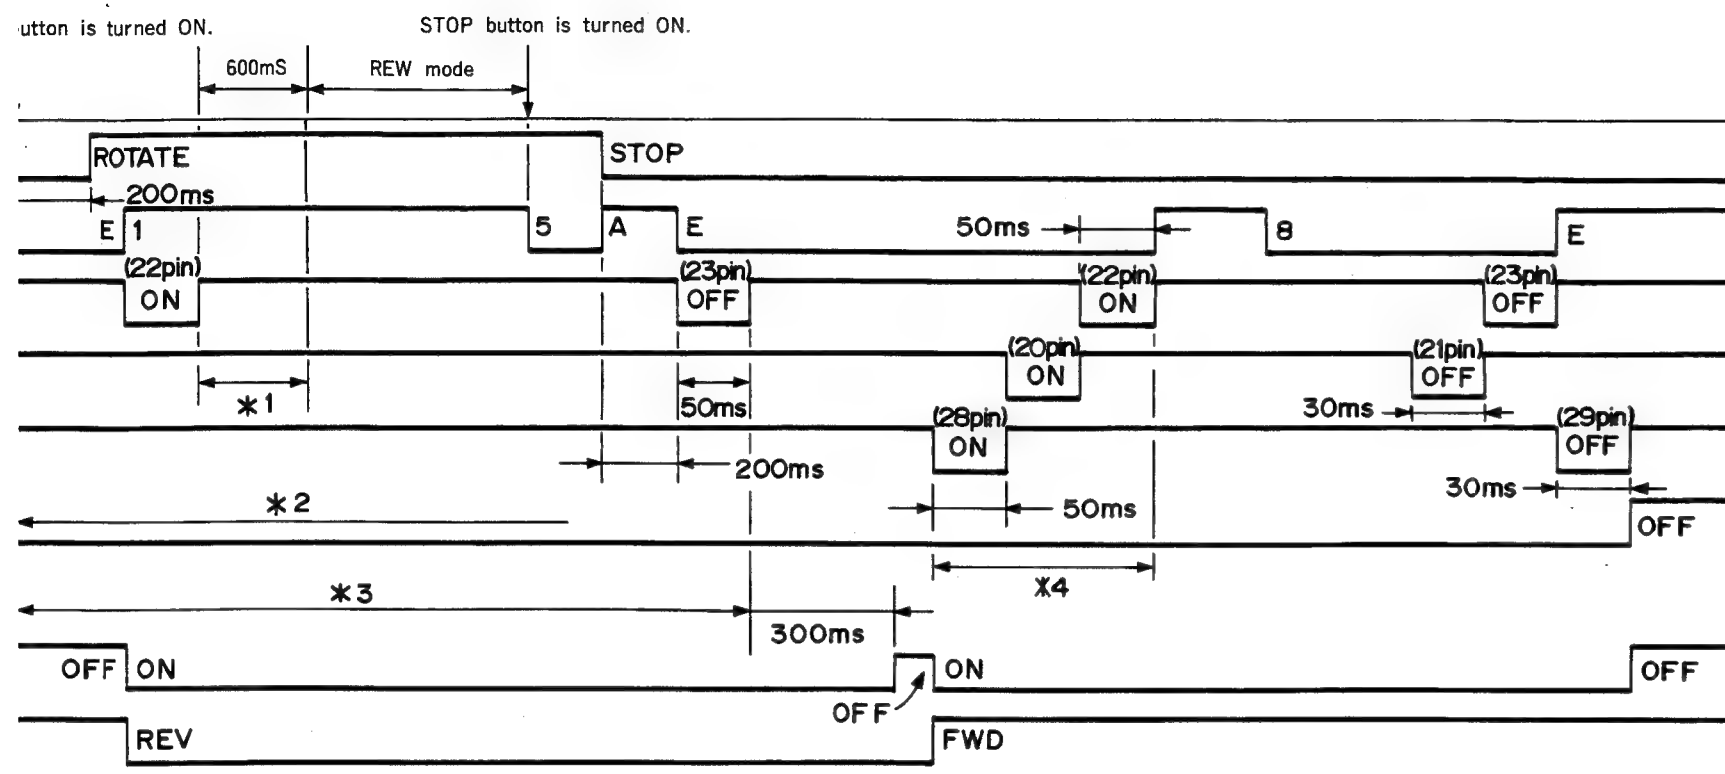 is turned ON.
STOP button is turned ON.
600mS
REW mode
ROTATE
STOP
200ms
E
1
5
A
E
50ms
8
E
(22pin)
ON
(23pin)
OFF
(22pin)
ON
(23pin)
OFF
(20pin)
ON
(21pin)
OFF
*1
50ms
30ms
(28pin)
ON
(29pin)
OFF
200ms
*2
50ms
30ms
OFF
*3
*4
300ms
OFF
ON
OFF
ON
OFF
REV
FWD